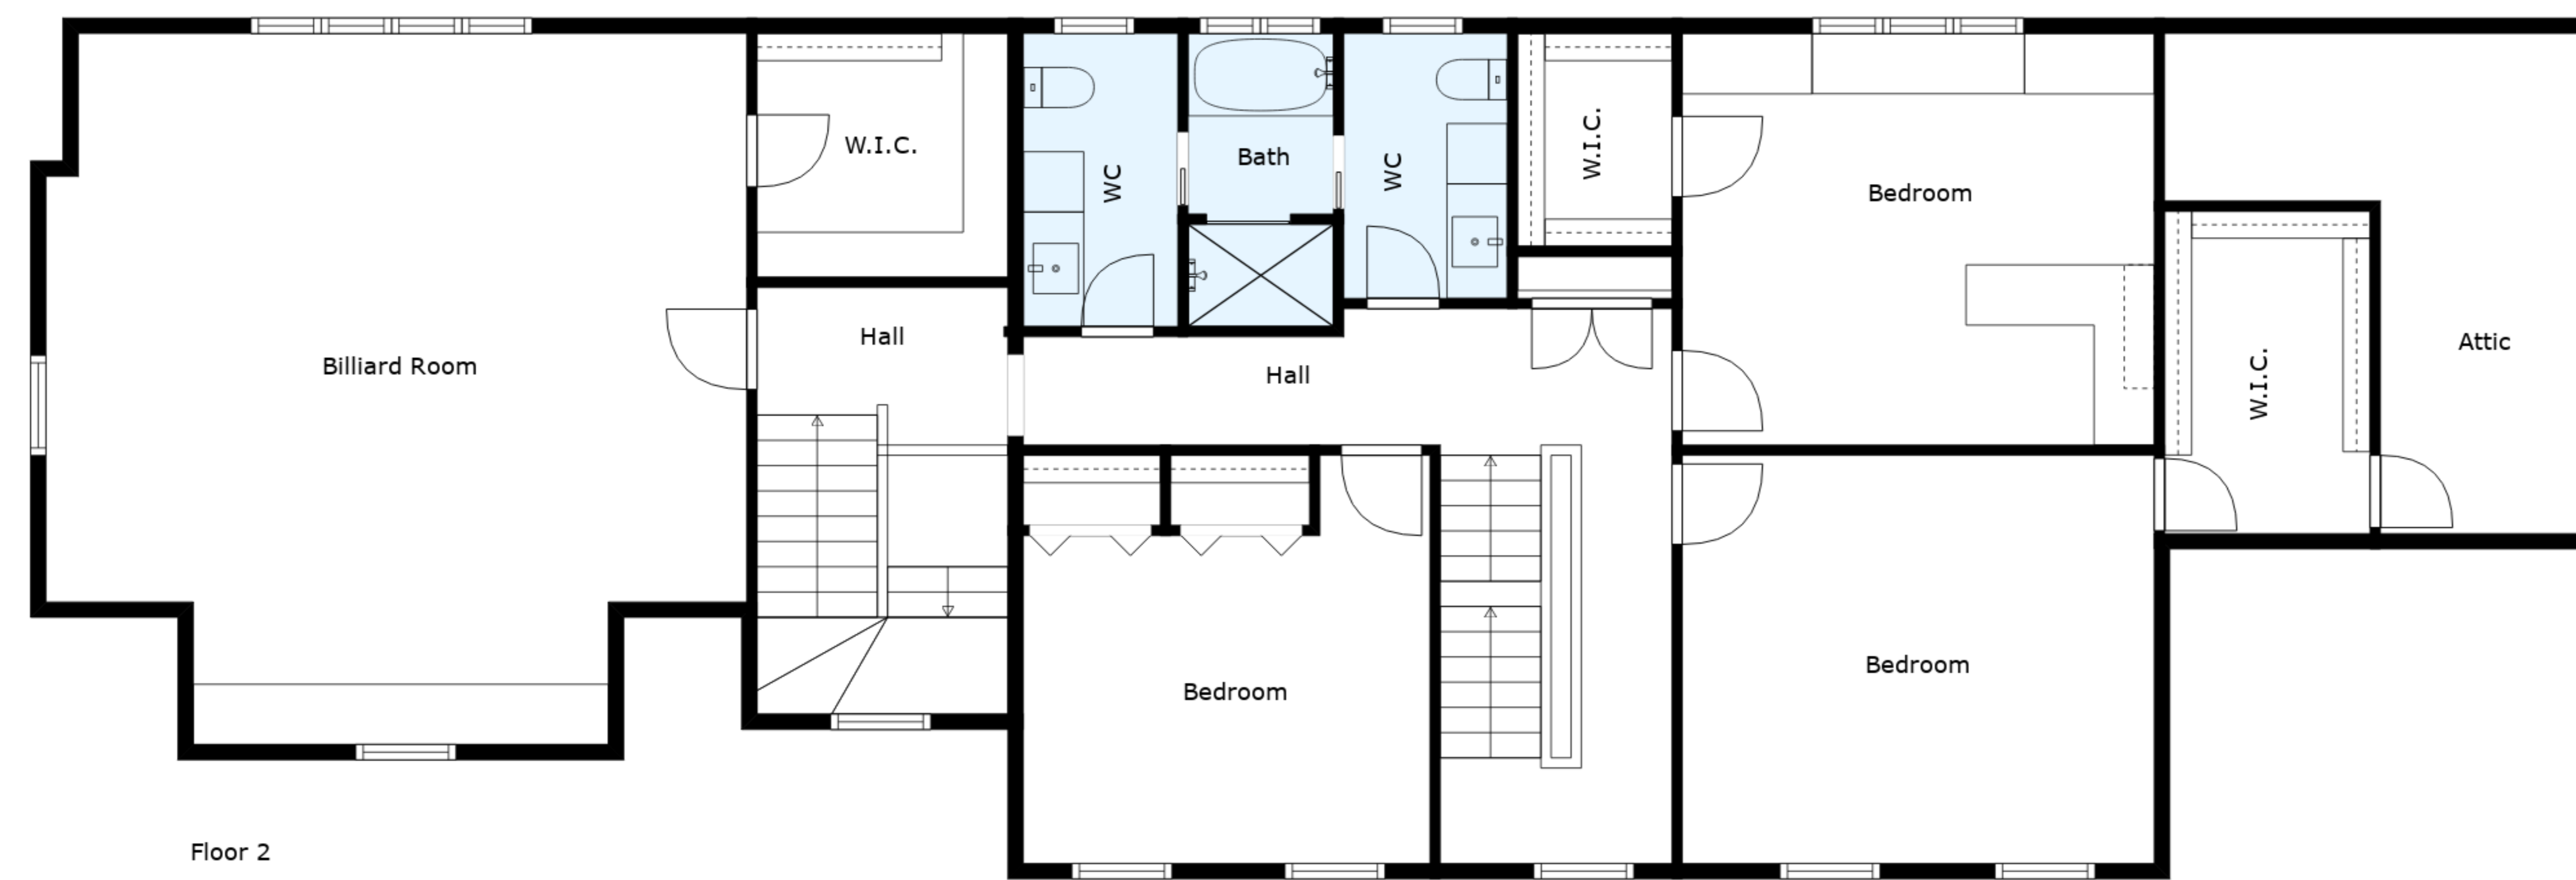 W.I.C.
WC
Bath
WC
W.I.C.
Bedroom
Hall
Billiard Room
Hall
W.I.C.
Attic
Bedroom
Bedroom
Floor 2